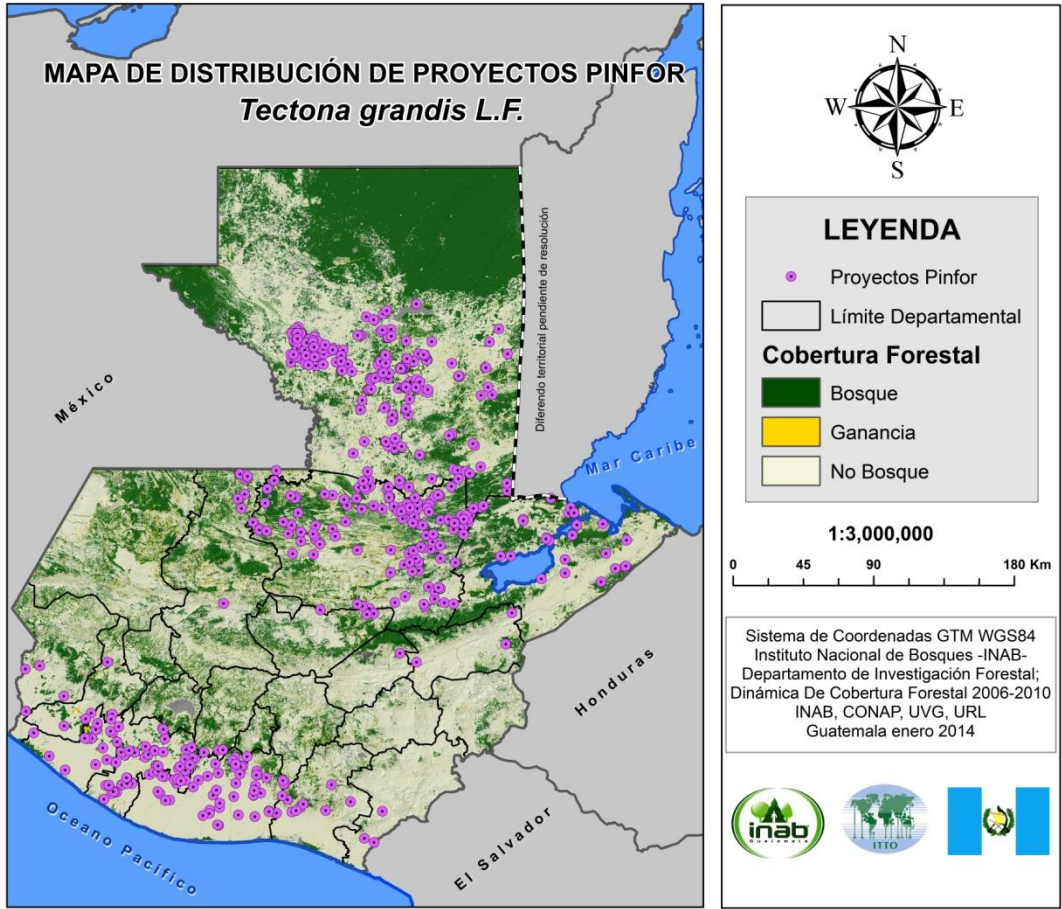 MAPA DE DISTRIBUCIÓN DE PROYECTOS PINFOR
Tectona grandis L.F.
Diferendo territorial pendiente de resolución
México
Mar Caribe
Honduras
El Salvador
Oceano Pacífico
N
W E
S
LEYENDA
Proyectos Pinfor
Límite Departamental
Cobertura Forestal
Bosque
Ganancia
No Bosque
1:3,000,000
0 45 90 180 Km
Sistema de Coordenadas GTM WGS84
Instituto Nacional de Bosques -INAB-
Departamento de Investigación Forestal;
Dinámica De Cobertura Forestal 2006-2010
INAB, CONAP, UVG, URL
Guatemala enero 2014
inab
Guatemala
ITTO